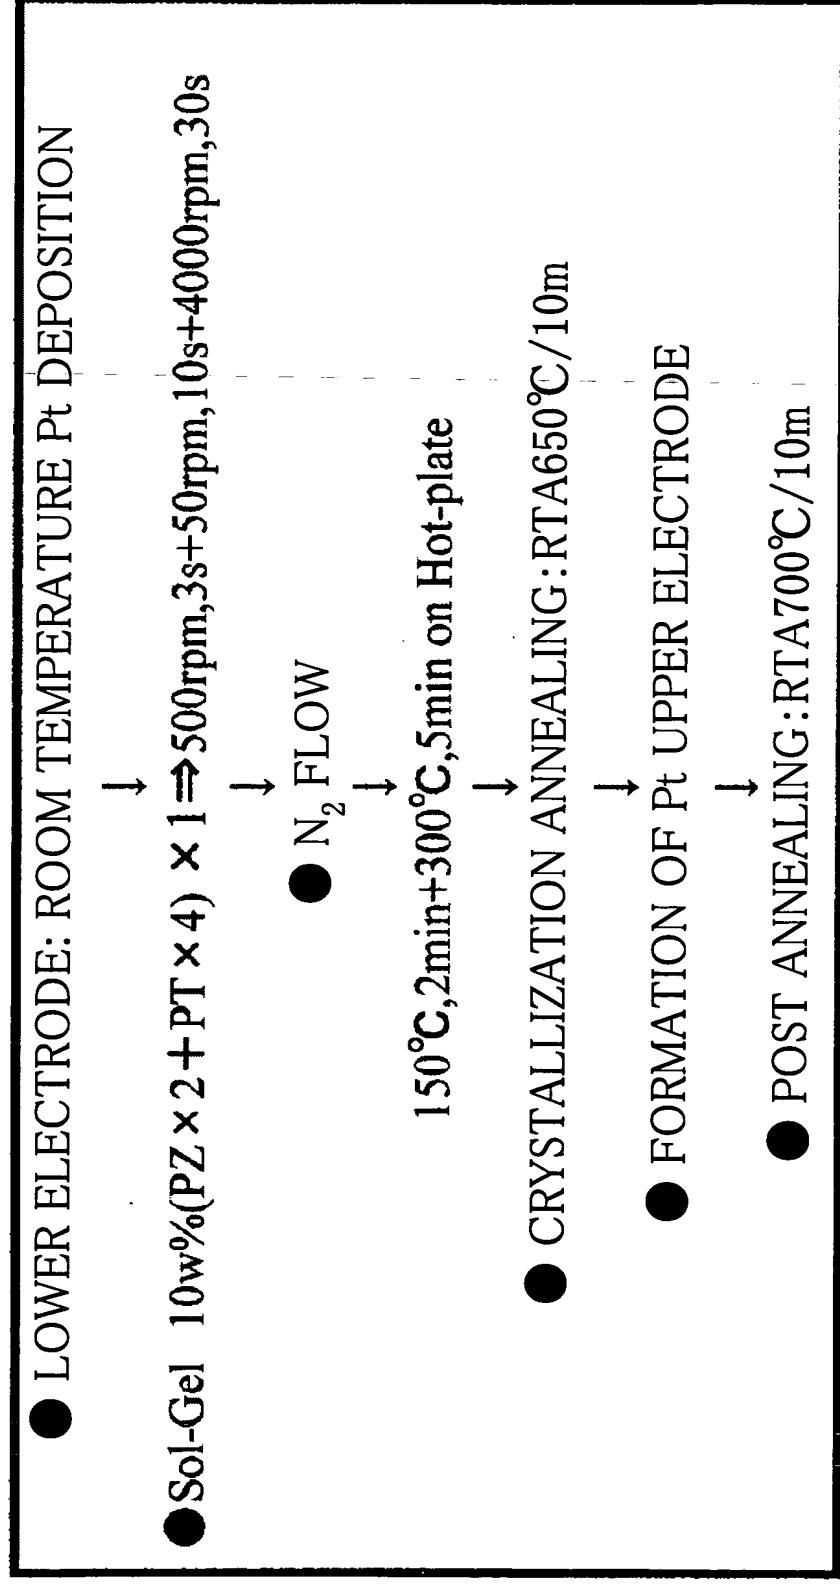 ● LOWER ELECTRODE: ROOM TEMPERATURE Pt DEPOSITION
↓
●Sol-Gel 10w%(PZ×2+PT×4) ×1⇒500rpm,3s+50rpm,10s+4000rpm,30s
↓
● N₂ FLOW
↓
150℃,2min+300℃,5min on Hot-plate
↓
● CRYSTALLIZATION ANNEALING:RTA650℃/10m
↓
● FORMATION OF Pt UPPER ELECTRODE
↓
● POST ANNEALING:RTA700℃/10m